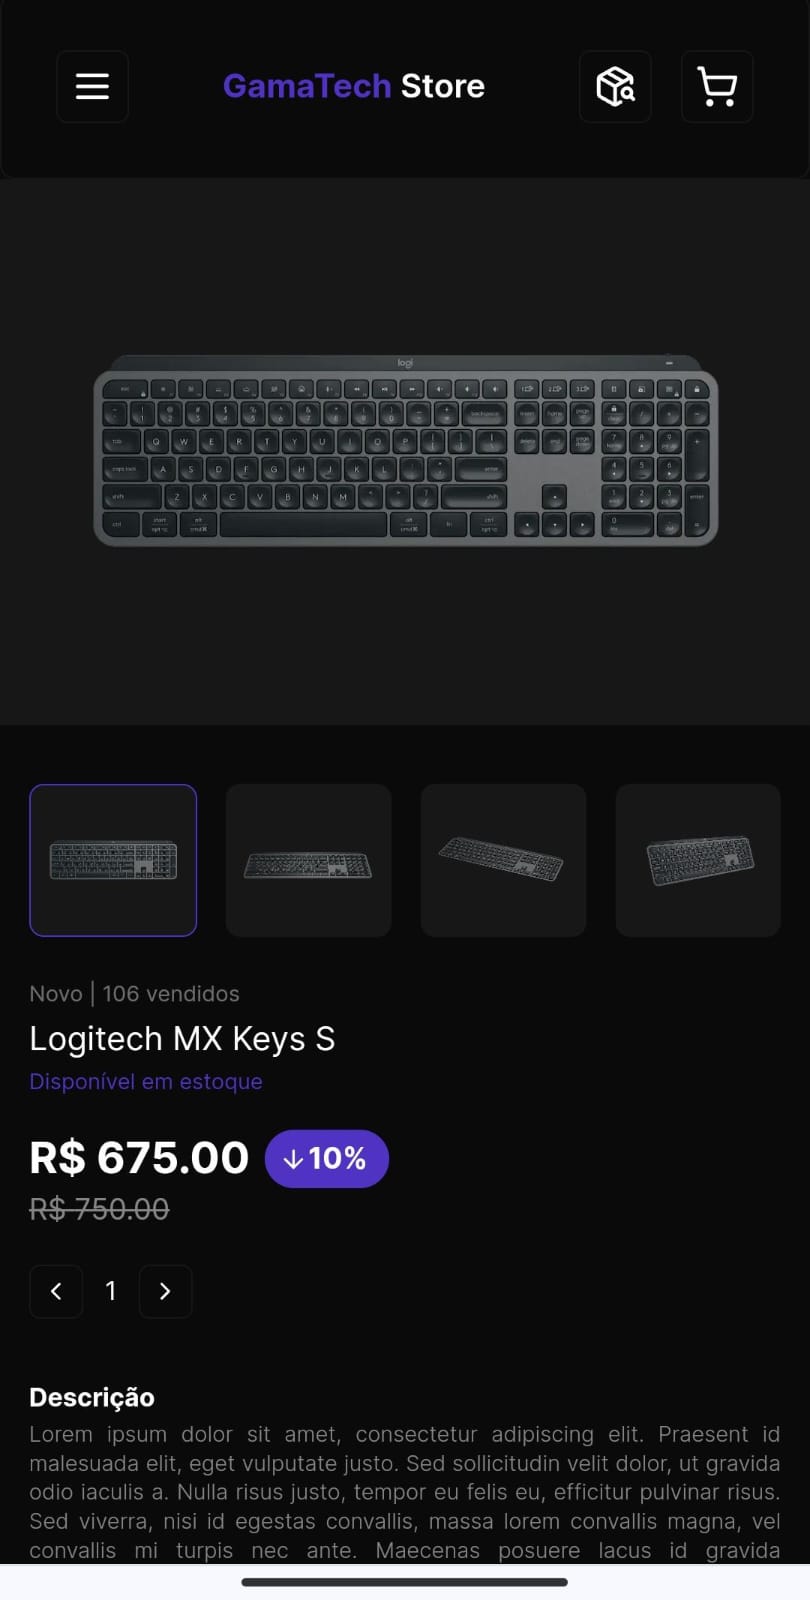 GamaTech Store
logi
Novo | 106 vendidos
Logitech MX Keys S
Disponível em estoque
R$ 675.00 ↓10%
R$ 750.00
1
Descrição
Lorem ipsum dolor sit amet, consectetur adipiscing elit. Praesent id
malesuada elit, eget vulputate justo. Sed sollicitudin velit dolor, ut gravida
odio iaculis a. Nulla risus justo, tempor eu felis eu, efficitur pulvinar risus.
Sed viverra, nisi id egestas convallis, massa lorem convallis magna, vel
convallis mi turpis nec ante. Maecenas posuere lacus id gravida